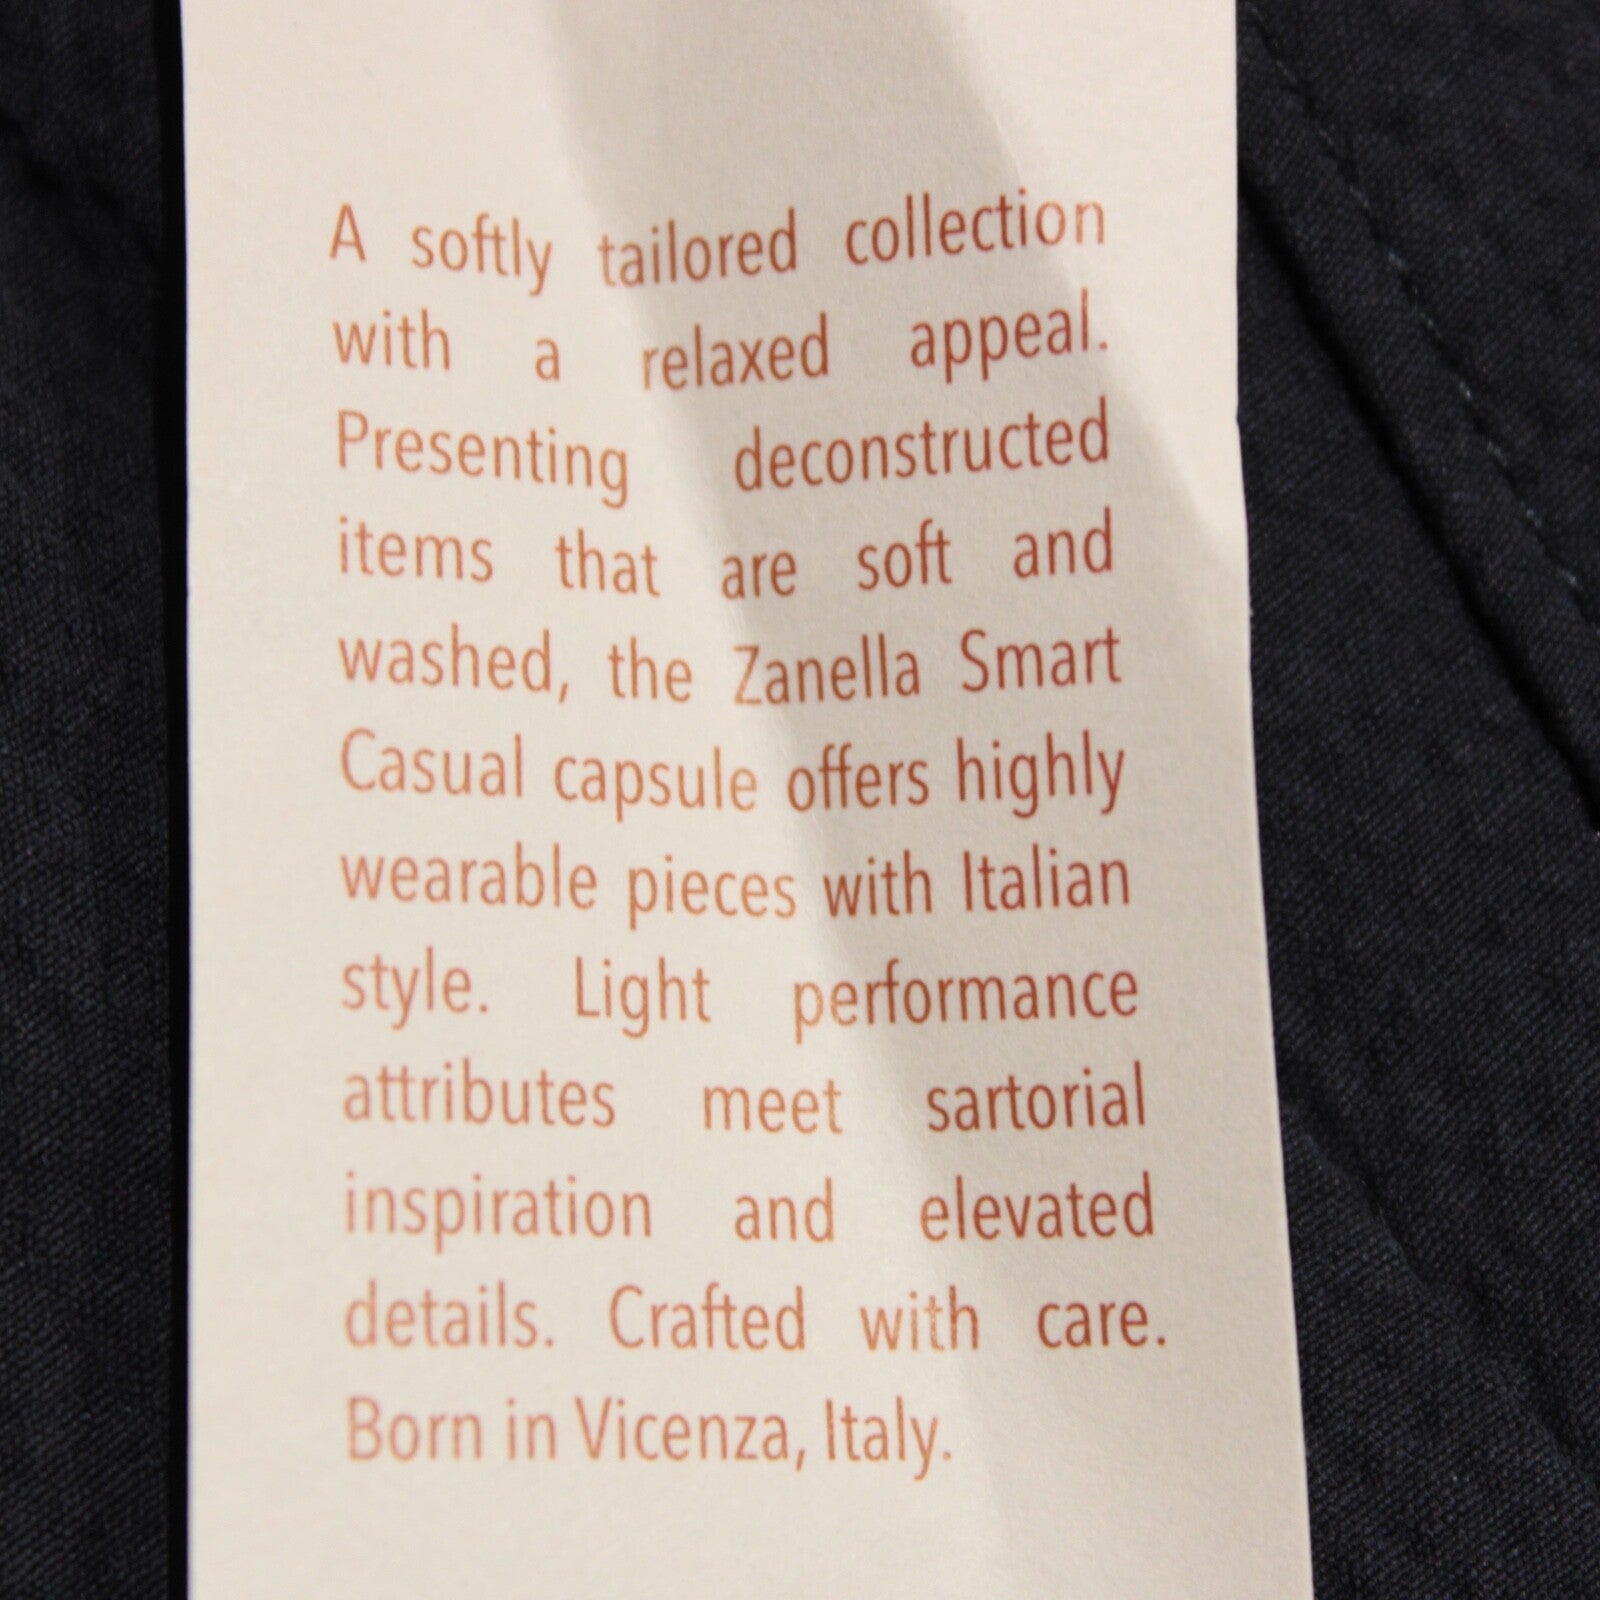 A softly tailored collection
with a relaxed appeal.
Presenting deconstructed
items that are soft and
washed, the Zanella Smart
Casual capsule offers highly
wearable pieces with Italian
style. Light performance
attributes meet sartorial
inspiration and elevated
details. Crafted with care.
Born in Vicenza, Italy.